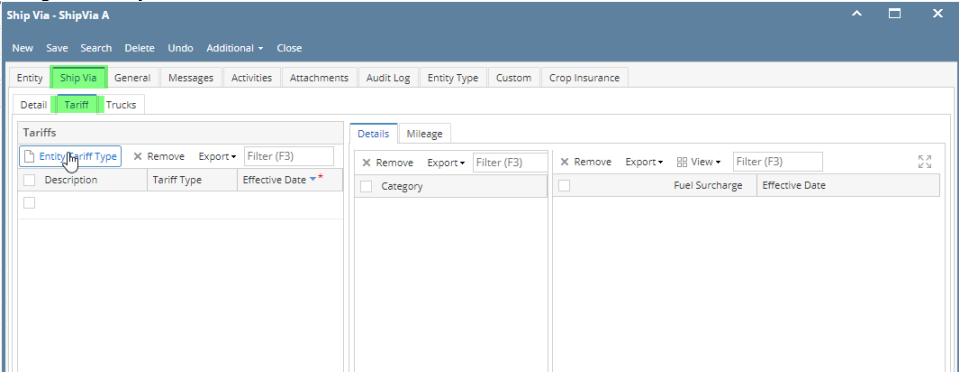 Ship Via - ShipVia A
New Save Search Delete Undo Additional Close
Entity Ship Via General Messages Activities Attachments Audit Log Entity Type Custom Crop Insurance
Detail Tariff Trucks
Tariffs
Details Mileage
Entity Tariff Type Remove Export Filter (F3)
Remove Export Filter (F3)
Remove Export View Filter (F3)
Description Tariff Type Effective Date *
Category
Fuel Surcharge Effective Date